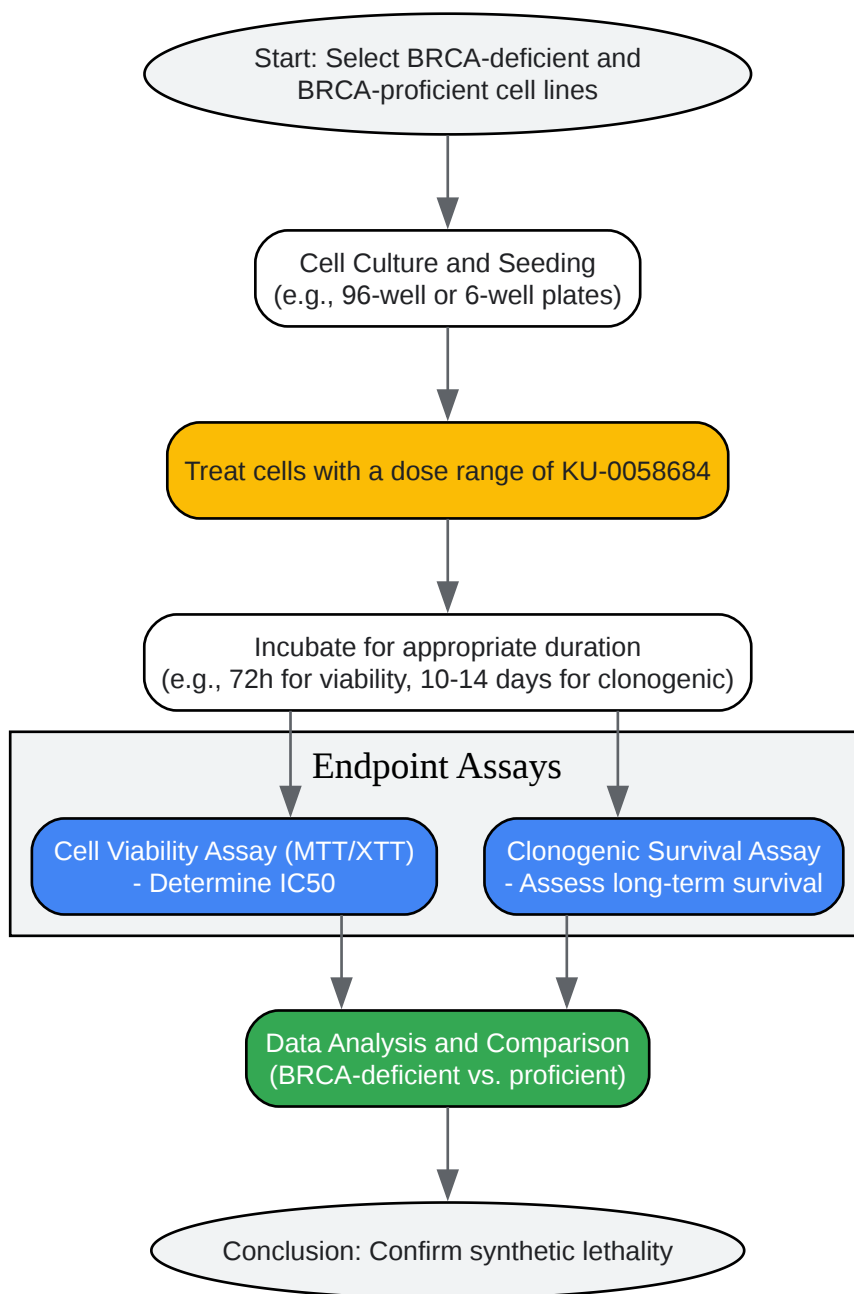 Start: Select BRCA-deficient and
BRCA-proficient cell lines
Cell Culture and Seeding
(e.g., 96-well or 6-well plates)
Treat cells with a dose range of KU-0058684
Incubate for appropriate duration
(e.g., 72h for viability, 10-14 days for clonogenic)
Endpoint Assays
Cell Viability Assay (MTT/XTT)
- Determine IC50
Clonogenic Survival Assay
- Assess long-term survival
Data Analysis and Comparison
(BRCA-deficient vs. proficient)
Conclusion: Confirm synthetic lethality